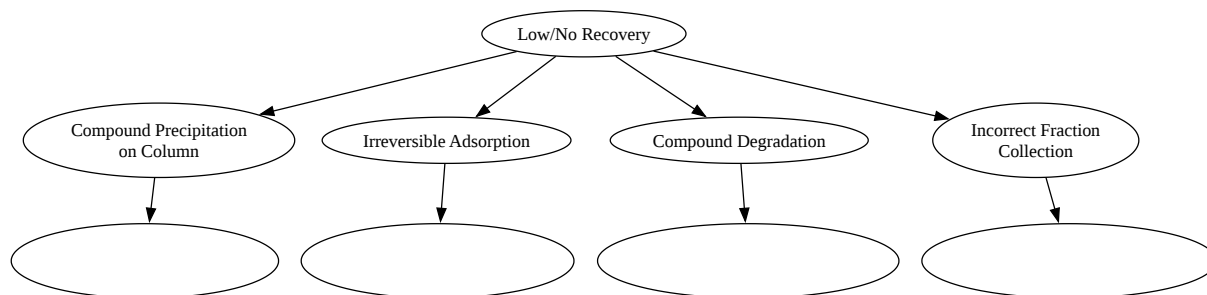 Low/No Recovery
Compound Precipitation
on Column
Irreversible Adsorption
Compound Degradation
Incorrect Fraction
Collection